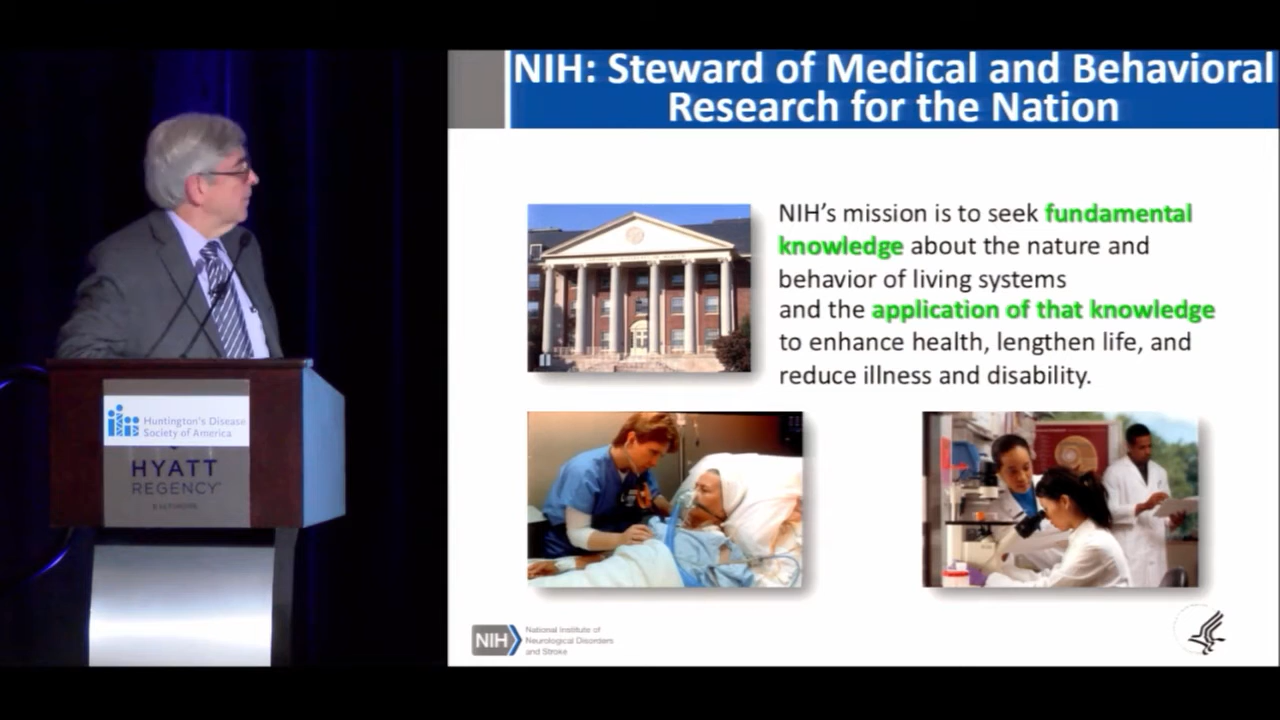 NIH: Steward of Medical and Behavioral
Research for the Nation
NIH’s mission is to seek fundamental
knowledge about the nature and
behavior of living systems
and the application of that knowledge
to enhance health, lengthen life, and
reduce illness and disability.
Huntington's Disease
Society of America
HYATT
REGENCY
BALTIMORE
NIH
National Institute of
Neurological Disorders
and Stroke